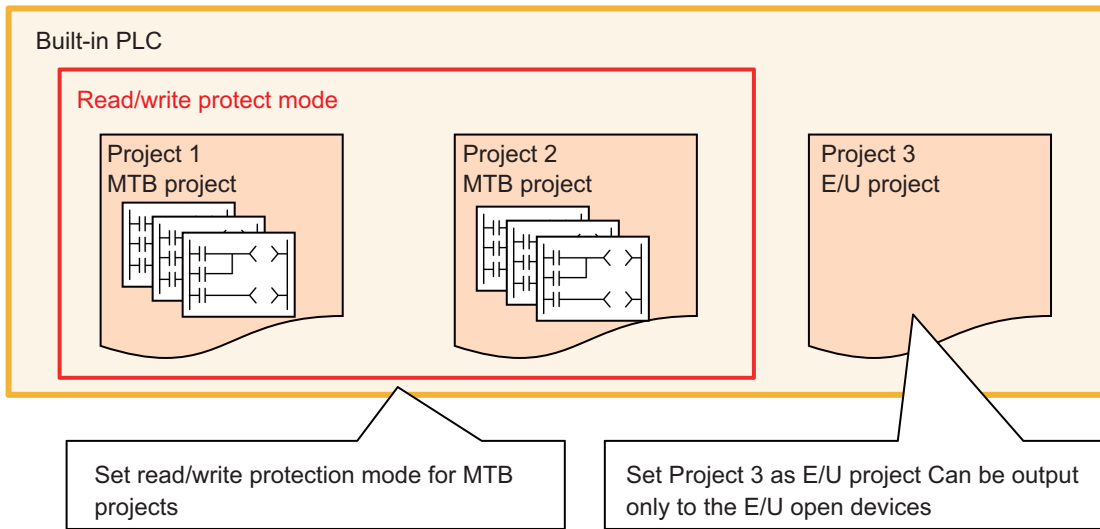 Built-in PLC
Read/write protect mode
Project 1
MTB project
Project 2
MTB project
Project 3
E/U project
Set read/write protection mode for MTB
projects
Set Project 3 as E/U project Can be output
only to the E/U open devices